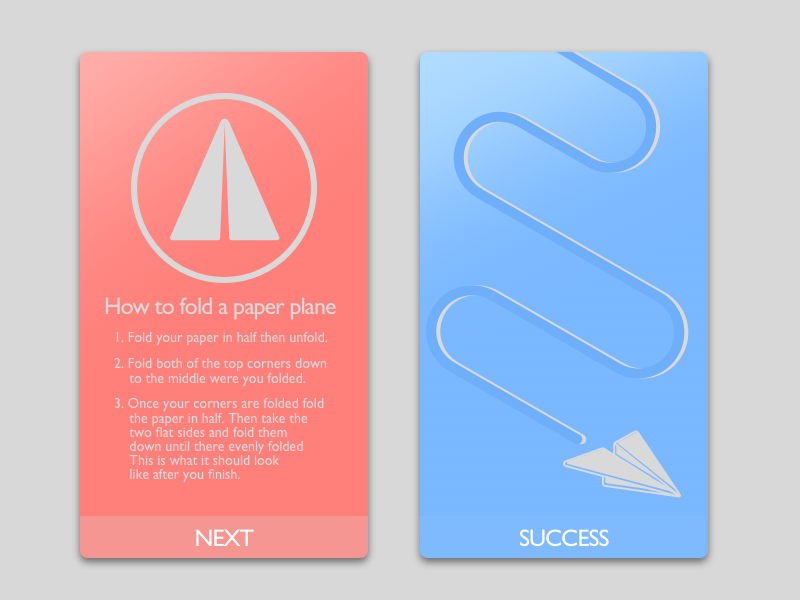 How to fold a paper plane
1. Fold your paper in half then unfold.
2. Fold both of the top corners down
to the middle were you folded.
3. Once your corners are folded fold
the paper in half. Then take the
two flat sides and fold them
down until there evenly folded
This is what it should look
like after you finish.
NEXT
SUCCESS